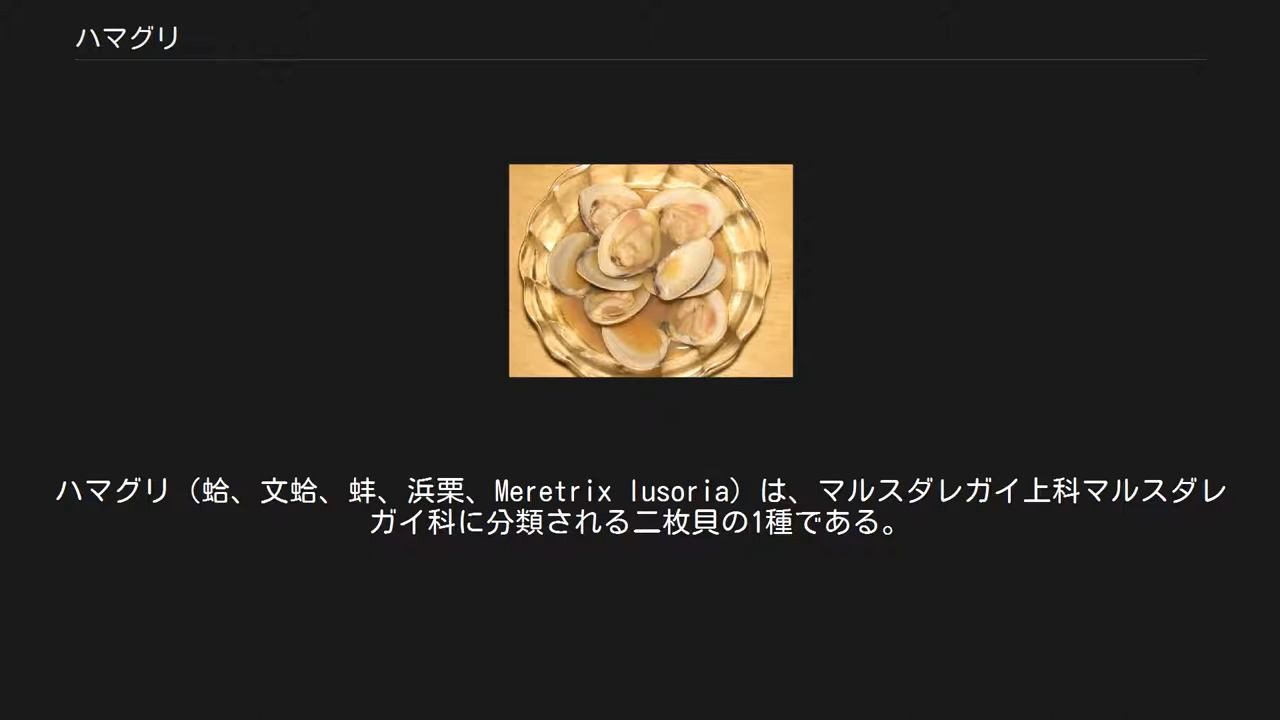 ハマグリ
ハマグリ（蛤、文蛤、蚌、浜栗、Meretrix lusoria）は、マルスダレガイ上科マルスダレ
ガイ科に分類される二枚貝の1種である。